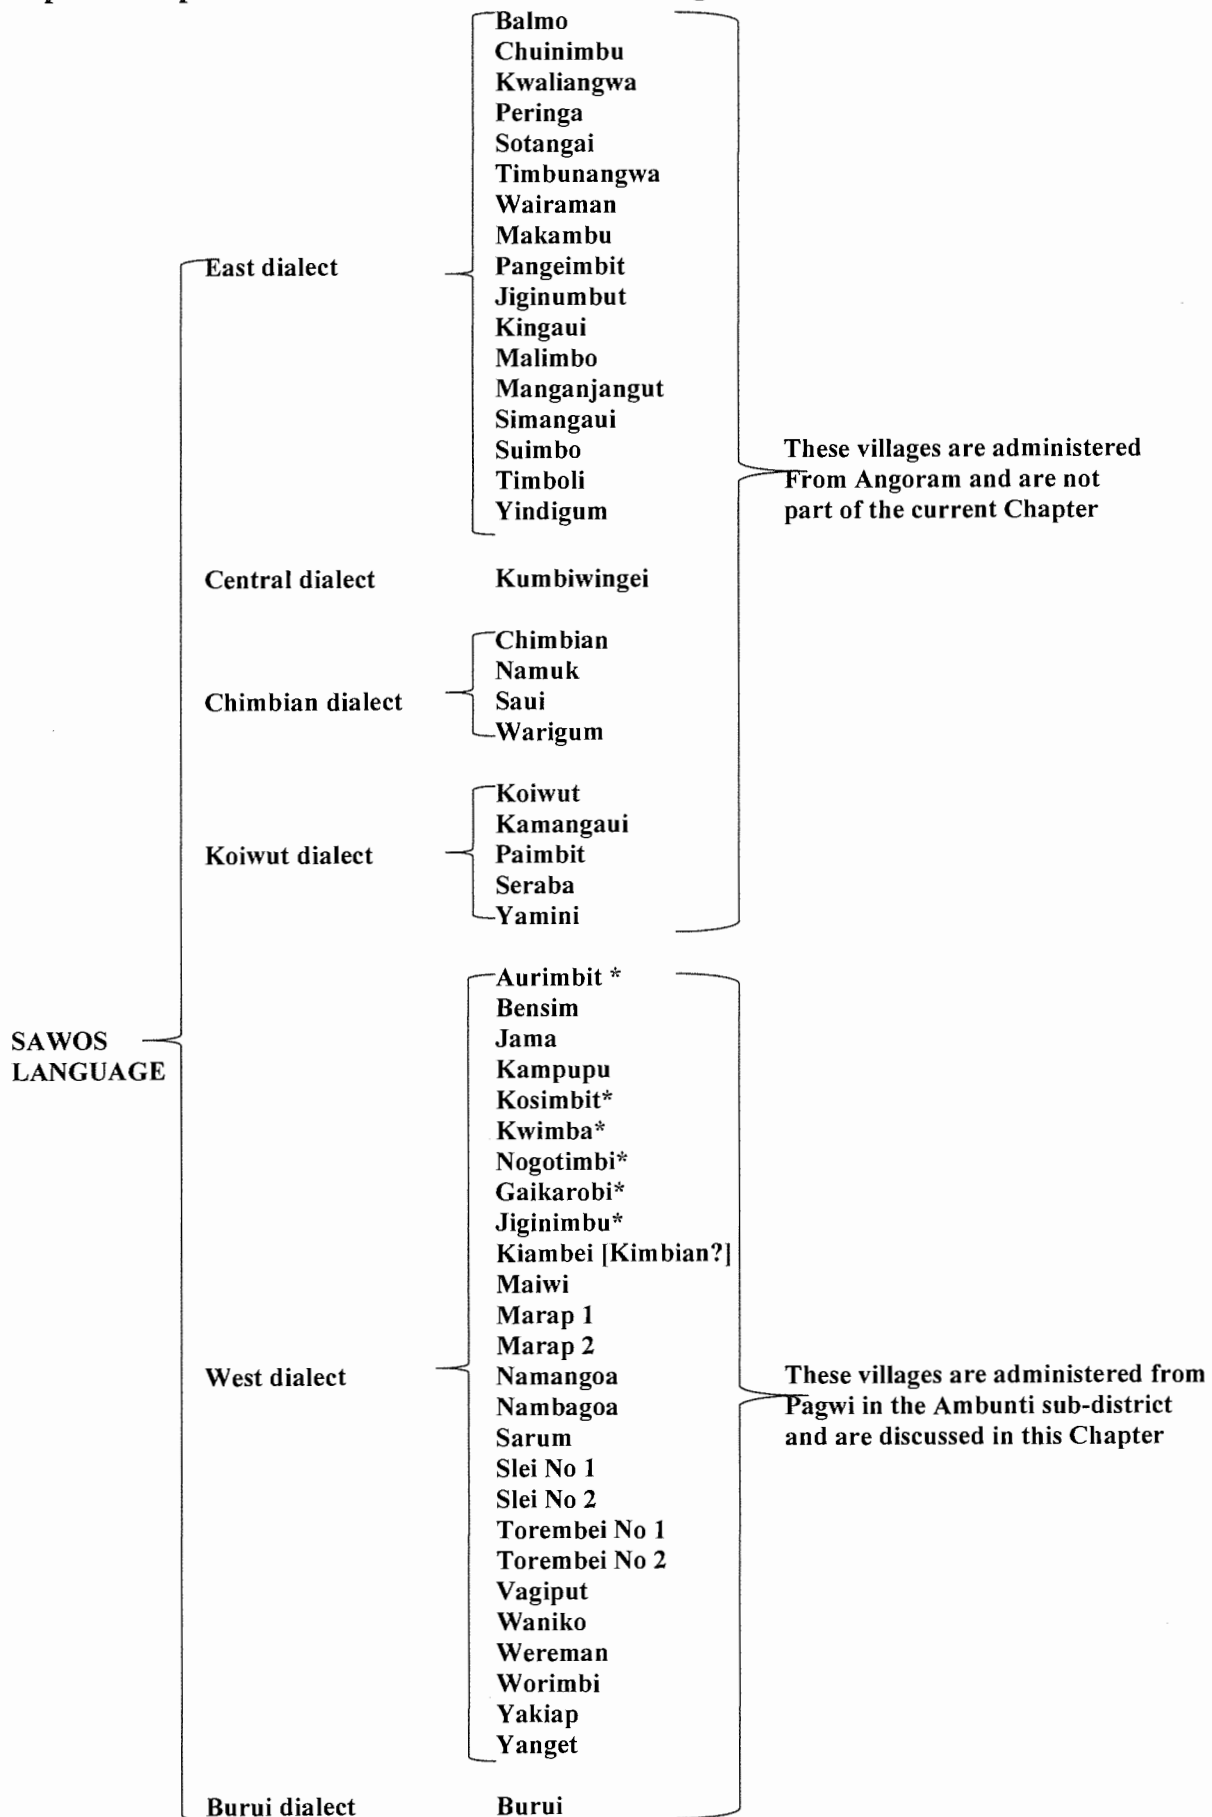 Balmo
Chuinimbu
Kwaliangwa
Peringa
Sotangai
Timbunangwa
Wairaman
Makambu
East dialect Pangeimbit
Jiginumbut
Kingaui
Malimbo
Manganjangut
Simangaui
Suimbo
Timboli
Yindigum
These villages are administered
From Angoram and are not
part of the current Chapter
Central dialect Kumbiwingei
Chimbian
Namuk
Chimbian dialect Saui
Warigum
Koiwut
Kamangaui
Koiwut dialect Paimbit
Seraba
Yamini
SAWOS
LANGUAGE
Aurimbit *
Bensim
Jama
Kampupu
Kosimbit*
Kwimba*
Nogotimbi*
Gaikarobi*
Jiginimbu*
Kiambei [Kimbian?]
Maiwi
Marap 1
Marap 2
West dialect Namangoa
Nambagoa
Sarum
Slei No 1
Slei No 2
Torembei No 1
Torembei No 2
Vagiput
Waniko
Wereman
Worimbi
Yakiap
Yanget
These villages are administered from
Pagwi in the Ambunti sub-district
and are discussed in this Chapter
Burui dialect Burui